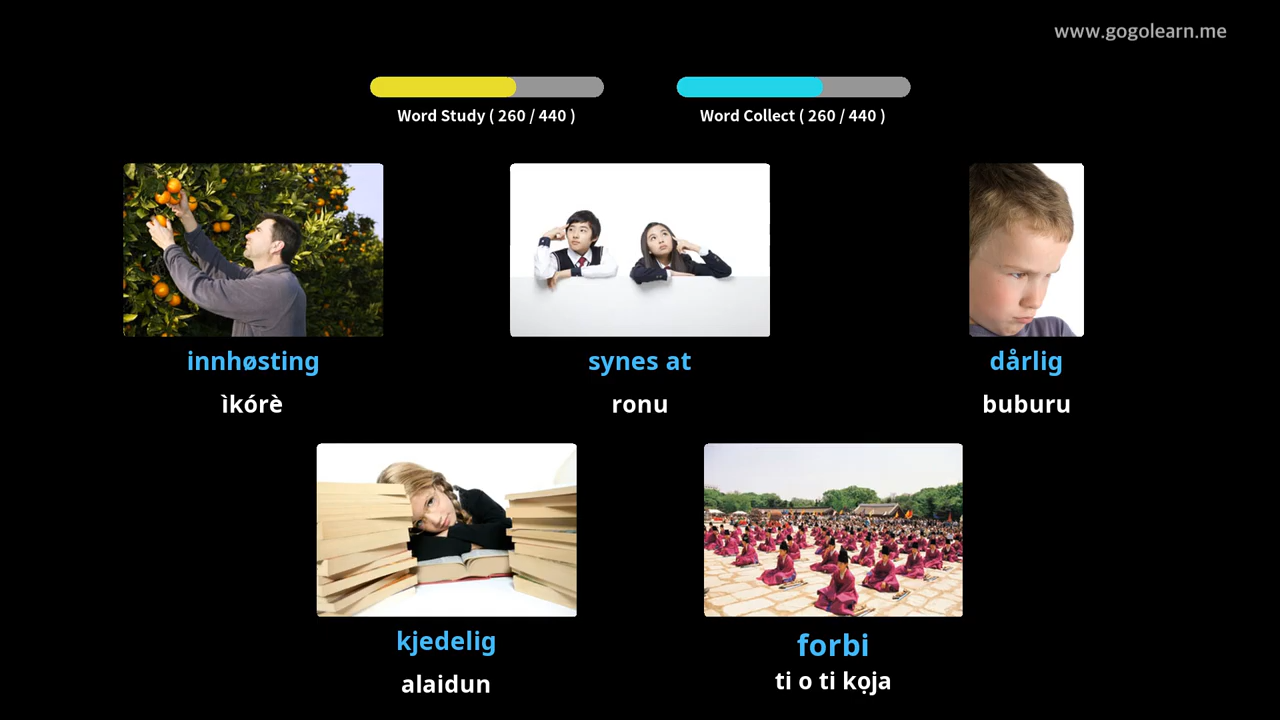 www.gogolearn.me
Word Study ( 260 / 440 )
Word Collect ( 260 / 440 )
innhøsting
ìkórè
synes at
ronu
dårlig
buburu
kjedelig
alaidun
forbi
ti o ti kọja